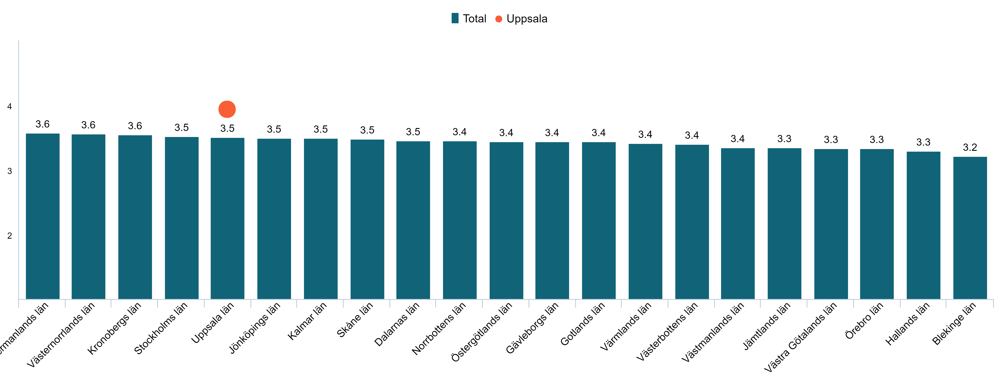 Total Uppsala
4
3
2
3.6 3.6 3.6 3.5 3.5 3.5 3.5 3.5 3.5 3.4 3.4 3.4 3.4 3.4 3.4 3.4 3.3 3.3 3.3 3.3 3.2
ermanlands län
Västernorrlands län
Kronobergs län
Stockholms län
Uppsala län
Jönköpings län
Kalmar län
Skåne län
Dalarnas län
Norrbottens län
Östergötlands län
Gävleborgs län
Gotlands län
Värmlands län
Västerbottens län
Västmanlands län
Jämtlands län
Västra Götalands län
Örebro län
Hallands län
Blekinge län